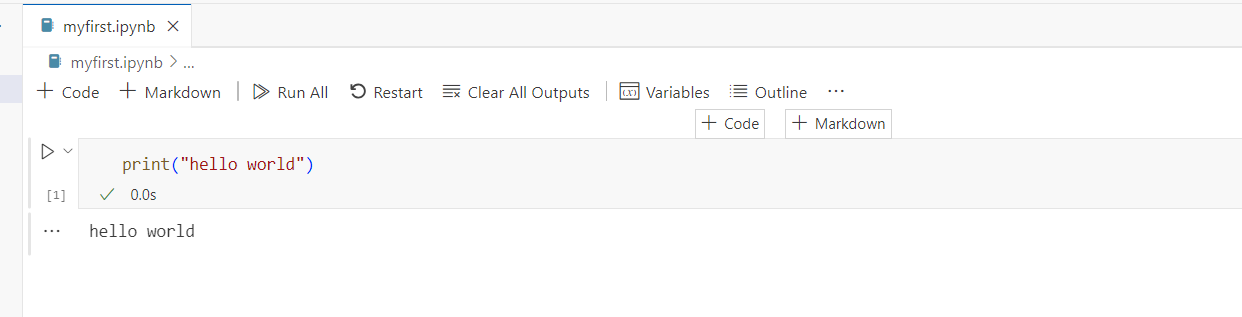 myfirst.ipynb
myfirst.ipynb > ...
+ Code + Markdown Run All Restart Clear All Outputs Variables Outline ...
+ Code + Markdown
print("hello world")
[1] ✓ 0.0s
... hello world